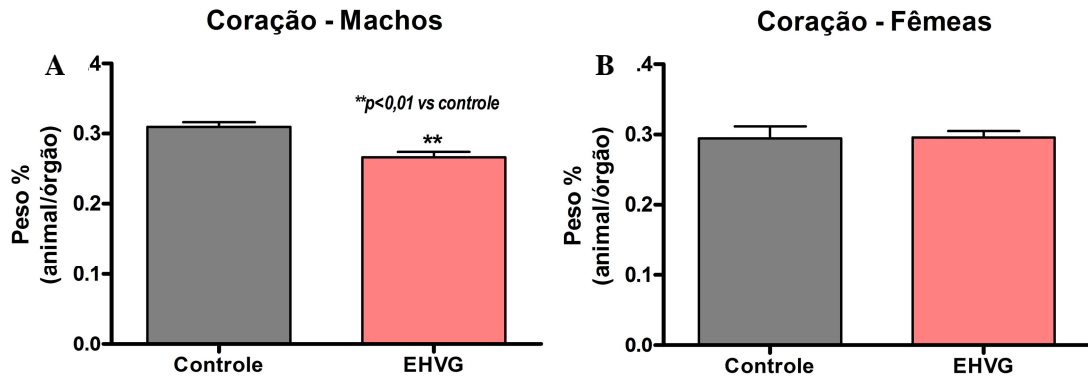 Coração - Machos
A
.4
0.3
0.2
0.1
0.0
Peso %
(animal/órgão)
**p<0,01 vs controle
**
Controle
EHVG
Coração - Fêmeas
B
.4
0.3
0.2
0.1
0.0
Peso %
(animal/órgão)
Controle
EHVG